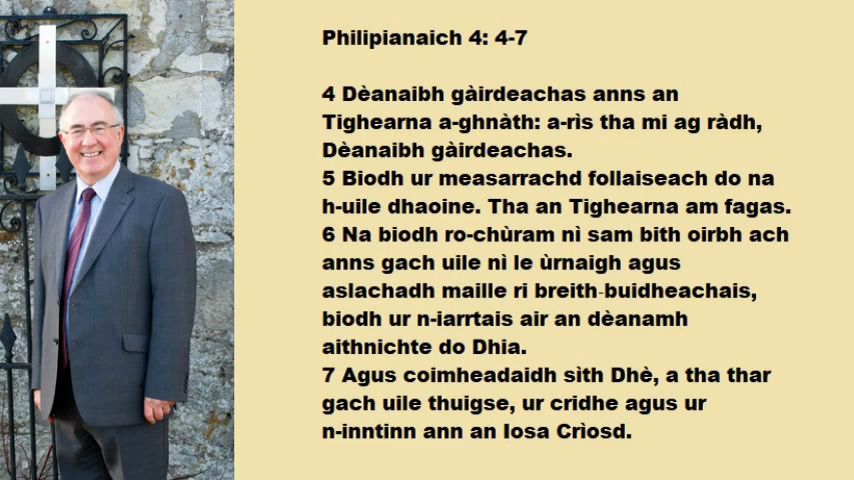 Philipianaich 4: 4-7
4 Dèanaibh gàirdeachas anns an
Tighearna a-ghnàth: a-rìs tha mi ag ràdh,
Dèanaibh gàirdeachas.
5 Biodh ur measarrachd follaiseach do na
h-uile dhaoine. Tha an Tighearna am fagas.
6 Na biodh ro-chùram nì sam bith oirbh ach
anns gach uile nì le ùrnaigh agus
aslachadh maille ri breith-buidheachais,
biodh ur n-iarrtais air an dèanamh
aithnichte do Dhia.
7 Agus coimheadaidh sìth Dhè, a tha thar
gach uile thuigse, ur cridhe agus ur
n-inntinn ann an Iosa Crìosd.